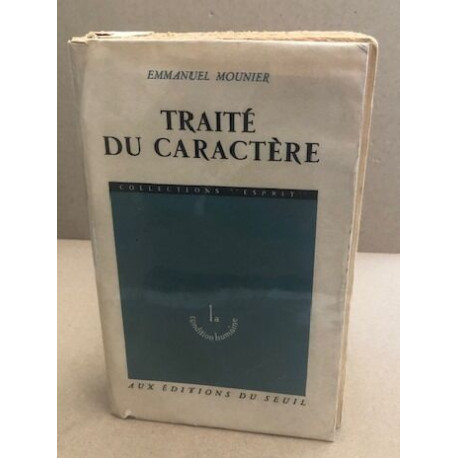 EMMANUEL MOUNIER
TRAITÉ
DU CARACTÈRE
COLLECTIONS "ESPRIT"
la
condition humaine
AUX ÉDITIONS DU SEUIL